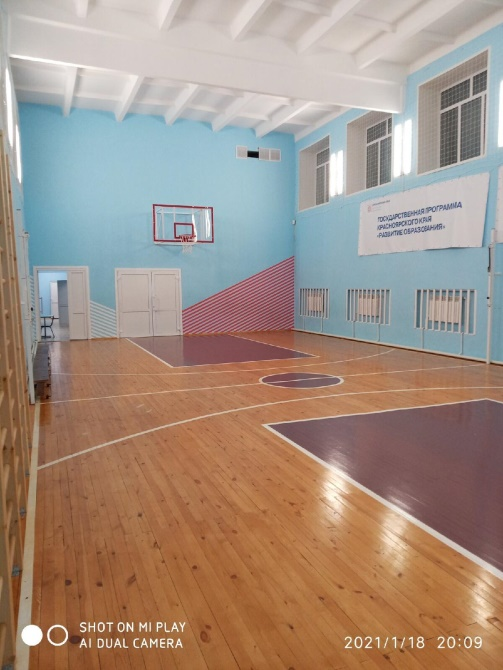 ГОСУДАРСТВЕННАЯ ПРОГРАММА
КРАСНОЯРСКОГО КРАЯ
«РАЗВИТИЕ ОБРАЗОВАНИЯ»
SHOT ON MI PLAY
AI DUAL CAMERA
2021/1/18 20:09